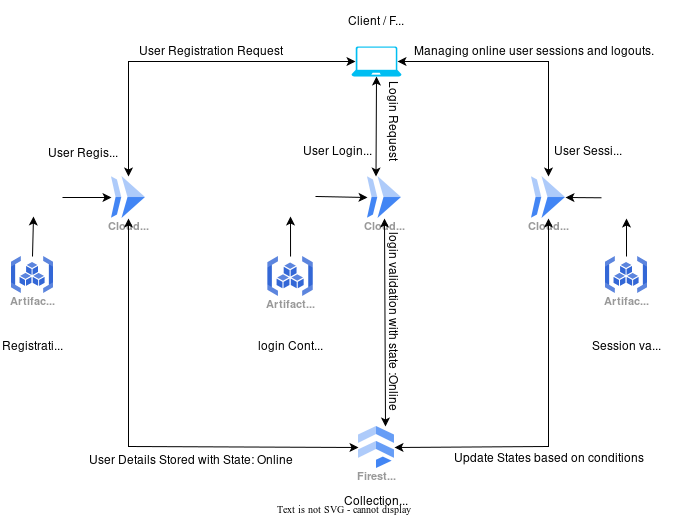 Client / F...
User Registration Request
Managing online user sessions and logouts.
Login Request
User Regis...
User Login...
User Sessi...
Cloud...
Cloud...
Cloud...
login validation with state :Online
Artifac...
Artifact...
Artifac...
Registrati...
login Cont...
Session va...
User Details Stored with State: Online
Update States based on conditions
Firest...
Collection...
Text is not SVG - cannot display